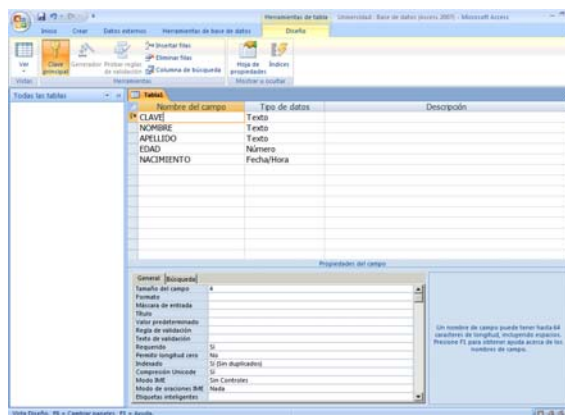 Herramientas de tabla
Universidad : Base de datos (Access 2007) - Microsoft Access
Inicio Crear Datos externos Herramientas de base de datos Diseño
Ver
Clave principal
Generador
Probar reglas de validación
Insertar filas
Eliminar filas
Columna de búsqueda
Hoja de propiedades
Índices
Vistas Herramientas Mostrar u ocultar
Todas las tablas
Tabla1
Nombre del campo Tipo de datos Descripción
CLAVE Texto
NOMBRE Texto
APELLIDO Texto
EDAD Número
NACIMIENTO Fecha/Hora
Propiedades del campo
General Búsqueda
Tamaño del campo 4
Formato
Máscara de entrada
Título
Valor predeterminado
Regla de validación
Texto de validación
Requerido Sí
Permitir longitud cero No
Indexado Sí (Sin duplicados)
Compresión Unicode Sí
Modo IME Sin Controles
Modo de oraciones IME Nada
Etiquetas inteligentes
Un nombre de campo puede tener hasta 64
caracteres de longitud, incluyendo espacios.
Presione F1 para obtener ayuda acerca de los
nombres de campo.
Vista Diseño. F6 = Cambiar paneles. F1 = Ayuda.